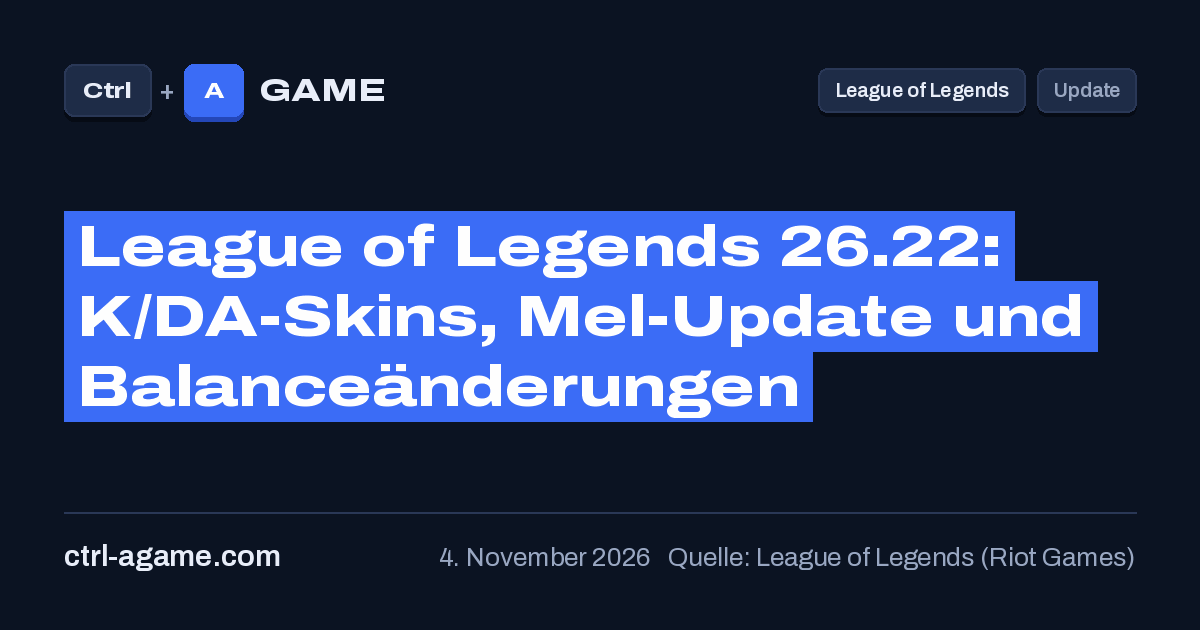 Ctrl + A GAME
League of Legends Update
League of Legends 26.22:
K/DA-Skins, Mel-Update und
Balanceänderungen
ctrl-agame.com
4. November 2026 Quelle: League of Legends (Riot Games)